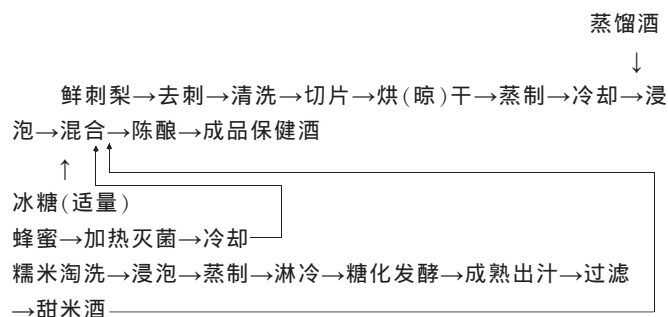 蒸馏酒
↓
鲜刺梨→去刺→清洗→切片→烘(晾)干→蒸制→冷却→浸
泡→混合→陈酿→成品保健酒
↑
冰糖(适量)
蜂蜜→加热灭菌→冷却
糯米淘洗→浸泡→蒸制→淋冷→糖化发酵→成熟出汁→过滤
→甜米酒